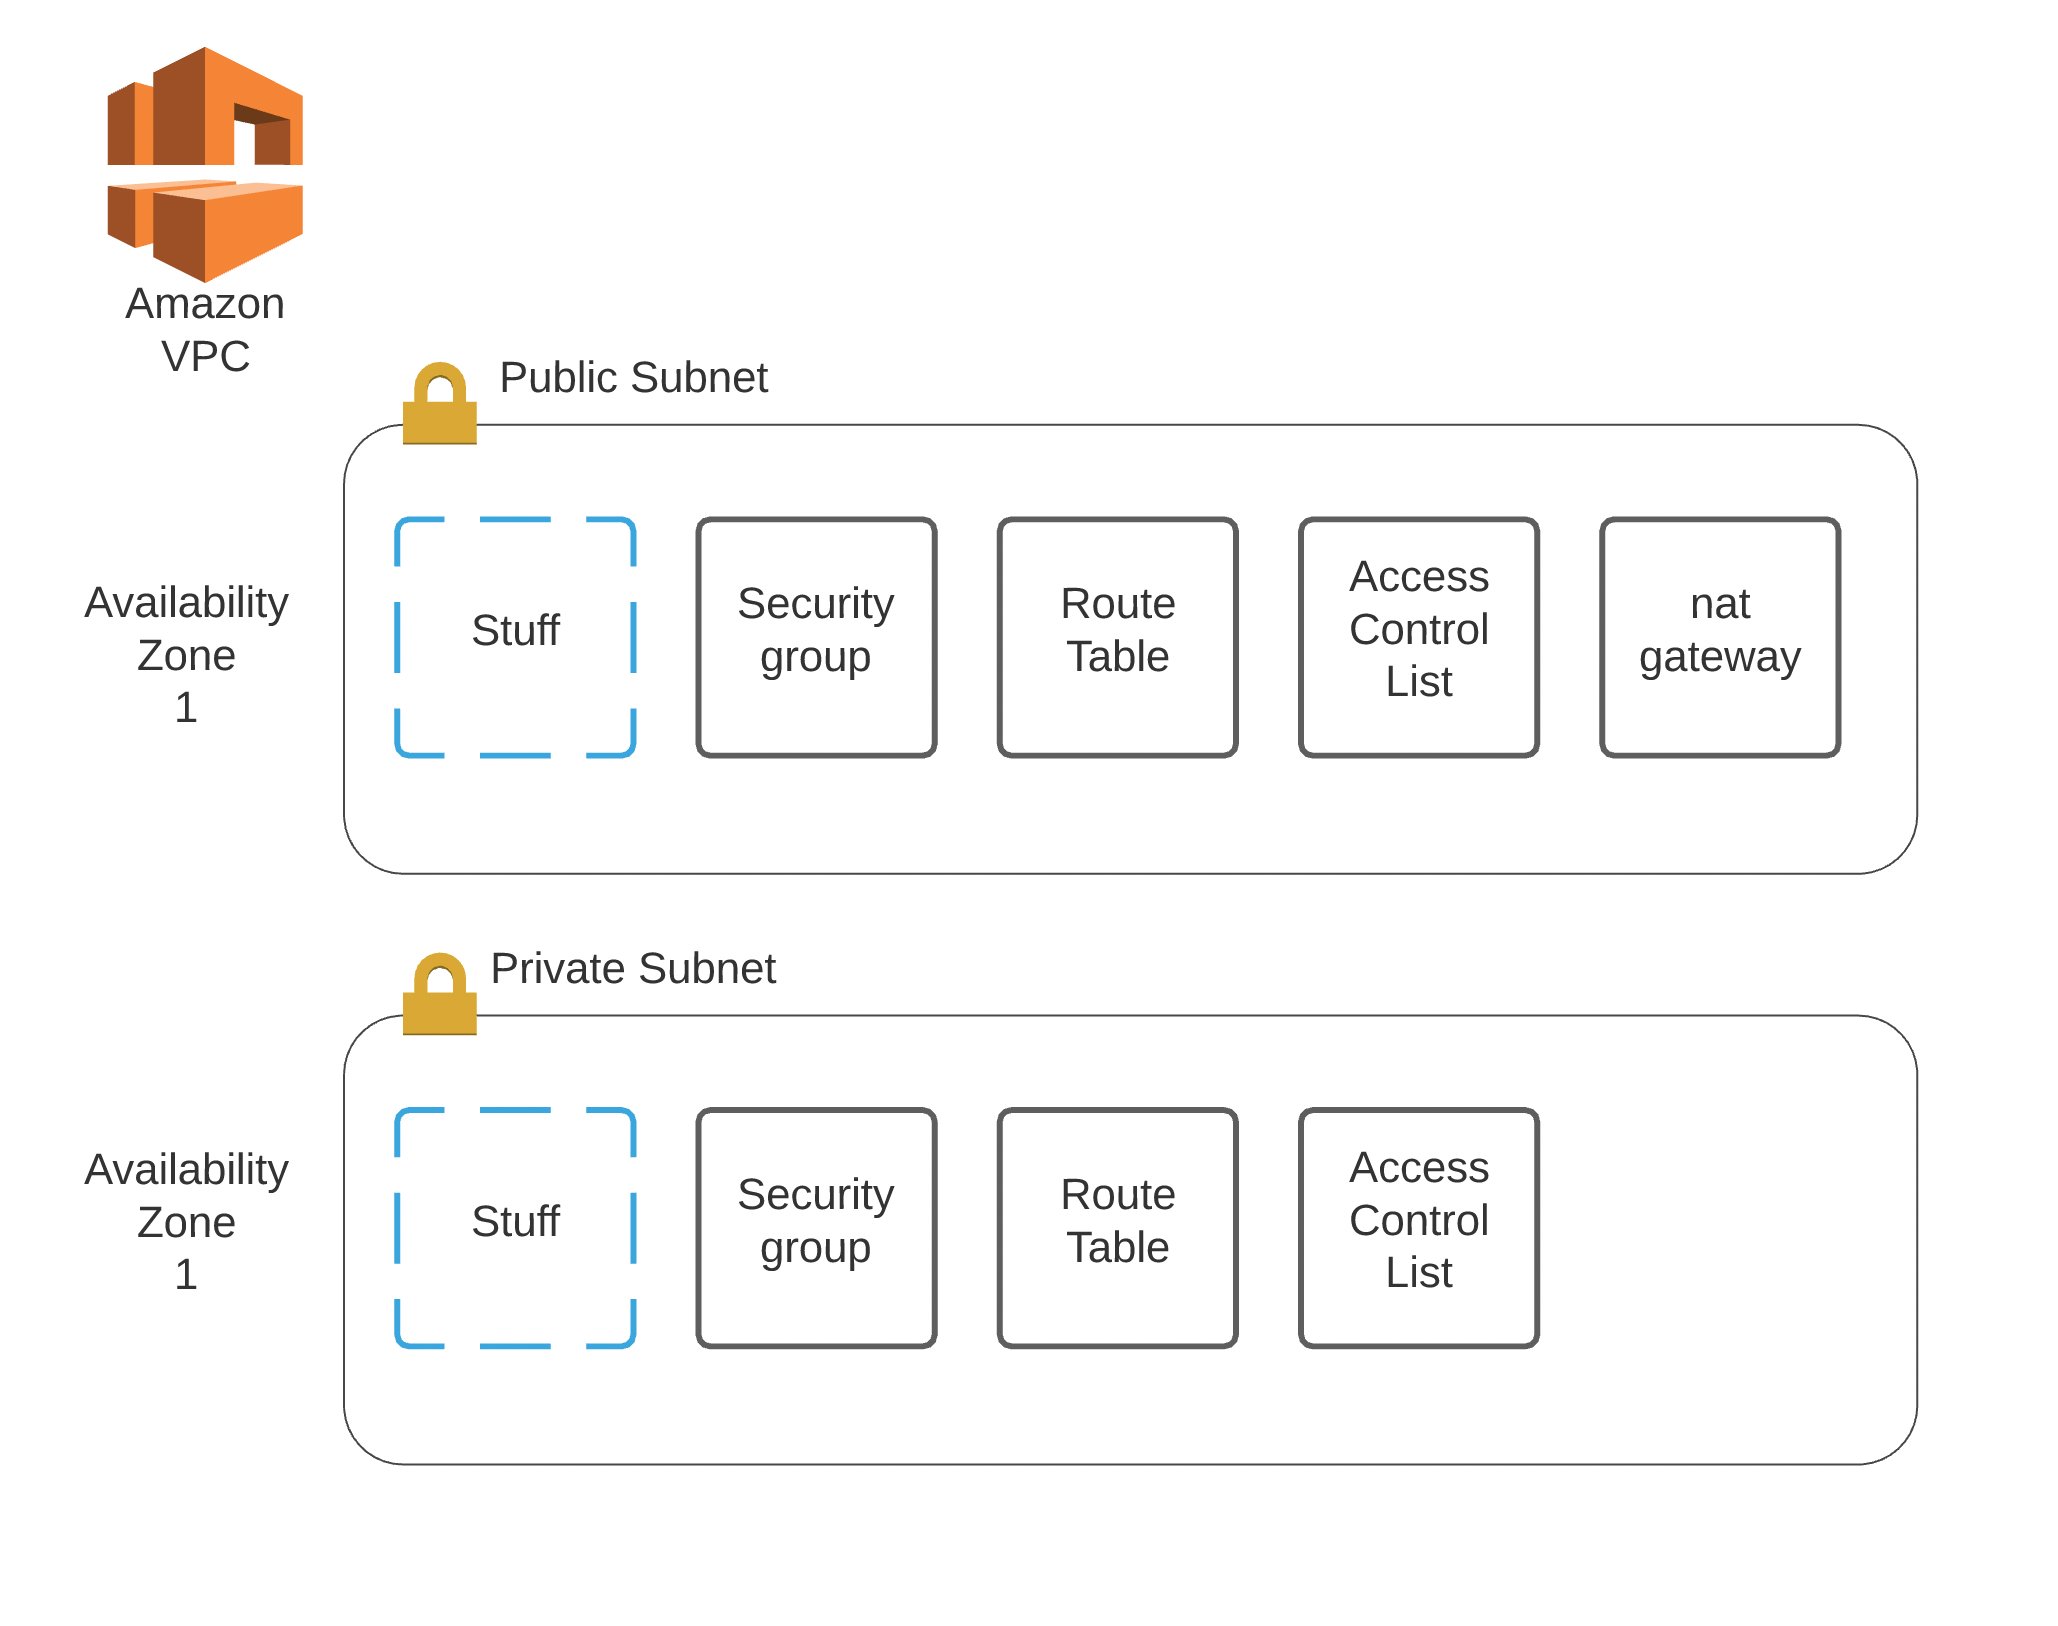 Amazon
VPC
Public Subnet
Availability
Zone
1
Stuff
Security
group
Route
Table
Access
Control
List
nat
gateway
Private Subnet
Availability
Zone
1
Stuff
Security
group
Route
Table
Access
Control
List